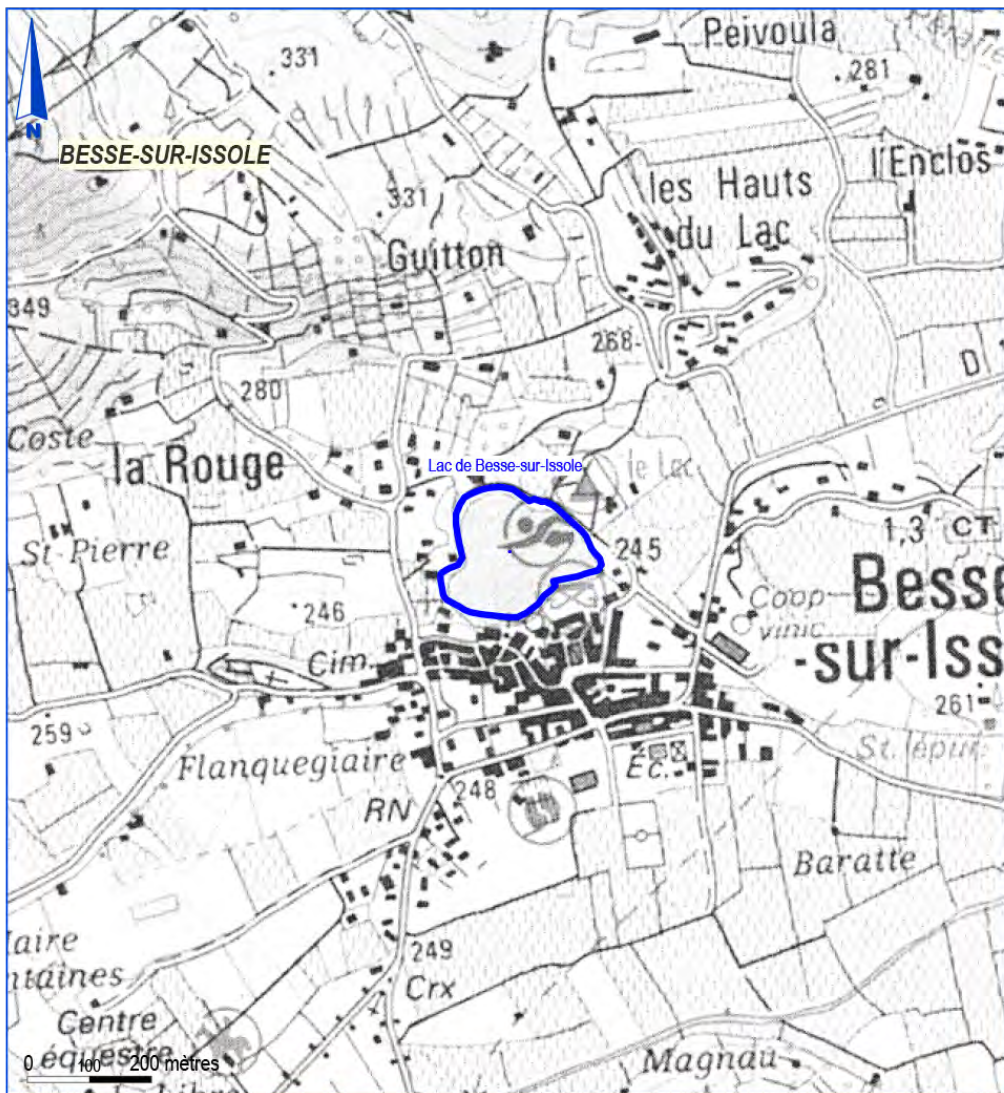 Peivoula
331
281
N
BESSE-SUR-ISSOLE
les Hauts
du Lac
l'Enclos
331
Guitton
349
268
280
D
Coste
la Rouge
Lac de Besse-sur-Issole
le Lac
St-Pierre
245
1,3 CT
246
Coop
vinic
Besse
-sur-Iss
Cim.
261
259
Flanquegiaire
Éc.
248
RN
Baratte
249
Crx
Centre
équestre
0 100 200 mètres
Magnau